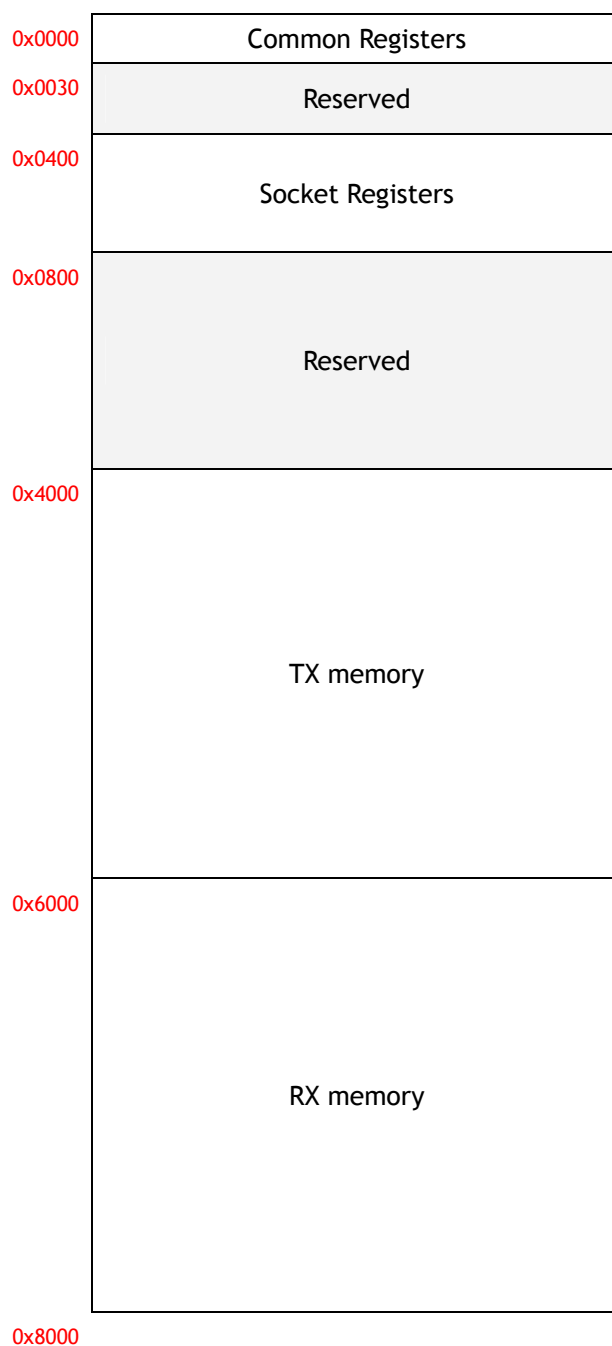 0x0000 Common Registers
0x0030 Reserved
0x0400
Socket Registers
0x0800
Reserved
0x4000
TX memory
0x6000
RX memory
0x8000